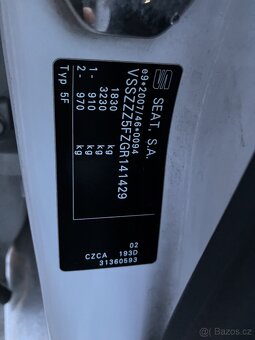 SEAT, S.A.
e9*2007/46*0094
VSSZZZ5FZGR141429
1830 kg
3230 kg
1- 910 kg
2- 970 kg
Typ 5F
02
CZCA 193D
31360593
© Bazos.cz